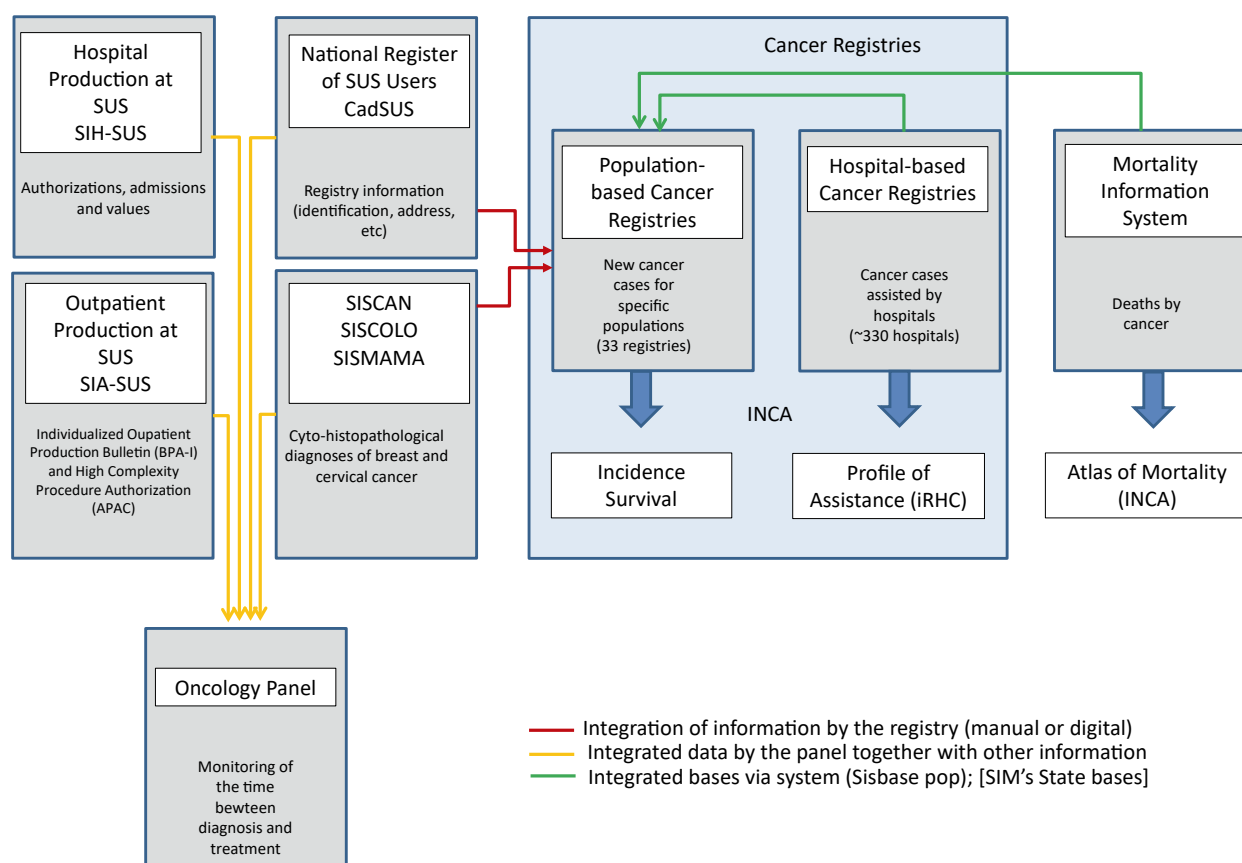 Hospital
Production at
SUS
SIH-SUS
Authorizations, admissions
and values
National Register
of SUS Users
CadSUS
Registry information
(identification, address,
etc)
Outpatient
Production at
SUS
SIA-SUS
Individualized Oupatient
Production Bulletin (BPA-I)
and High Complexity
Procedure Authorization
(APAC)
SISCAN
SISCOLO
SISMAMA
Cyto-histopathological
diagnoses of breast and
cervical cancer
Cancer Registries
Population-
based Cancer
Registries
New cancer
cases for
specific
populations
(33 registries)
Hospital-based
Cancer Registries
Cancer cases
assisted by
hospitals
(~330 hospitals)
Mortality
Information
System
Deaths by
cancer
INCA
Incidence
Survival
Profile of
Assistance (iRHC)
Atlas of Mortality
(INCA)
Oncology Panel
Monitoring of
the time
bewteen
diagnosis and
treatment
Integration of information by the registry (manual or digital)
Integrated data by the panel together with other information
Integrated bases via system (Sisbase pop); [SIM’s State bases]